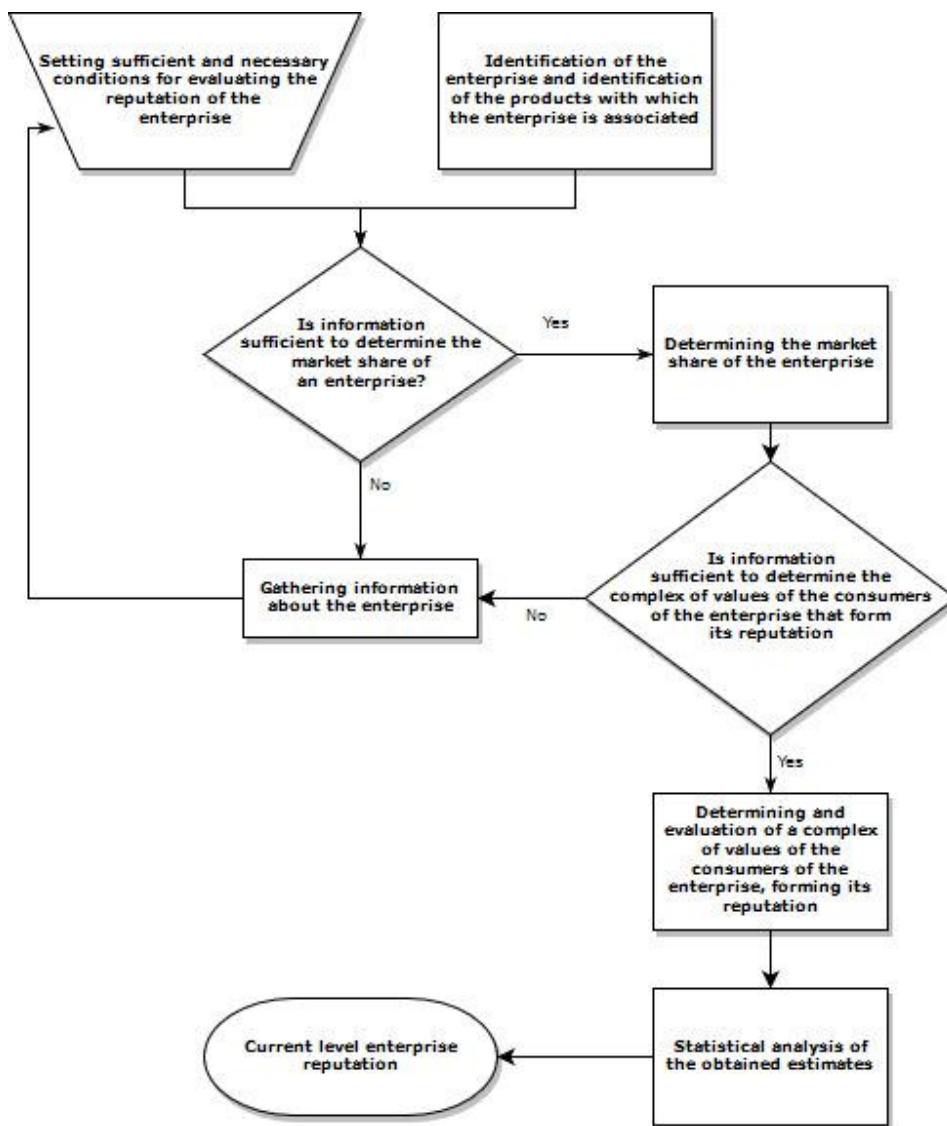 Setting sufficient and necessary
conditions for evaluating the
reputation of the
enterprise
Identification of the
enterprise and identification
of the products with which
the enterprise is associated
Is information
sufficient to determine the
market share of
an enterprise?
Yes
Determining the market
share of the enterprise
No
Gathering information
about the enterprise
No
Is information
sufficient to determine the
complex of values of the consumers
of the enterprise that form
its reputation
Yes
Determining and
evaluation of a complex
of values of the
consumers of the
enterprise, forming its
reputation
Statistical analysis of
the obtained estimates
Current level enterprise
reputation